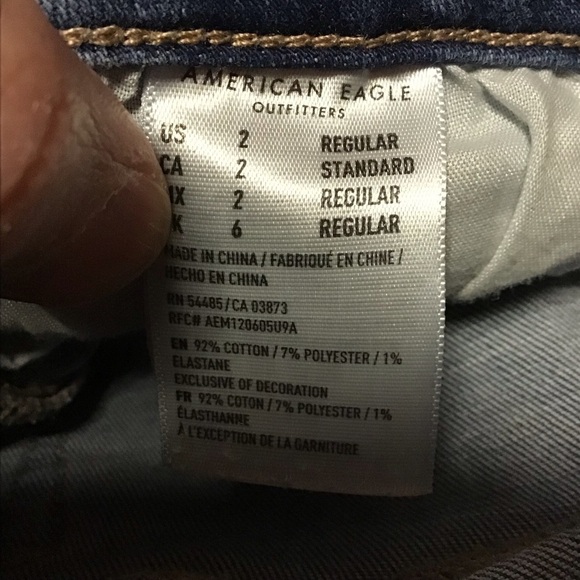 AMERICAN EAGLE
OUTFITTERS
US 2 REGULAR
CA 2 STANDARD
MX 2 REGULAR
K 6 REGULAR
MADE IN CHINA / FABRIQUÉ EN CHINE /
HECHO EN CHINA
RN 54485/CA 03873
RFC# AEM120605U9A
EN 92% COTTON / 7% POLYESTER / 1%
ELASTANE
EXCLUSIVE OF DECORATION
FR 92% COTON / 7% POLYESTER / 1%
ÉLASTHANNE
À L'EXCEPTION DE LA GARNITURE